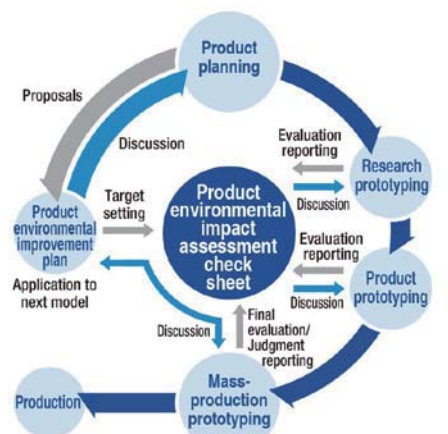 Product
planning
Proposals
Discussion
Evaluation
reporting
Discussion
Research
prototyping
Product
environmental
improvement
plan
Application to
next model
Target
setting
Product
environmental
impact
assessment
check
sheet
Evaluation
reporting
Discussion
Product
prototyping
Discussion
Final
evaluation/
Judgment
reporting
Mass-
production
prototyping
Production